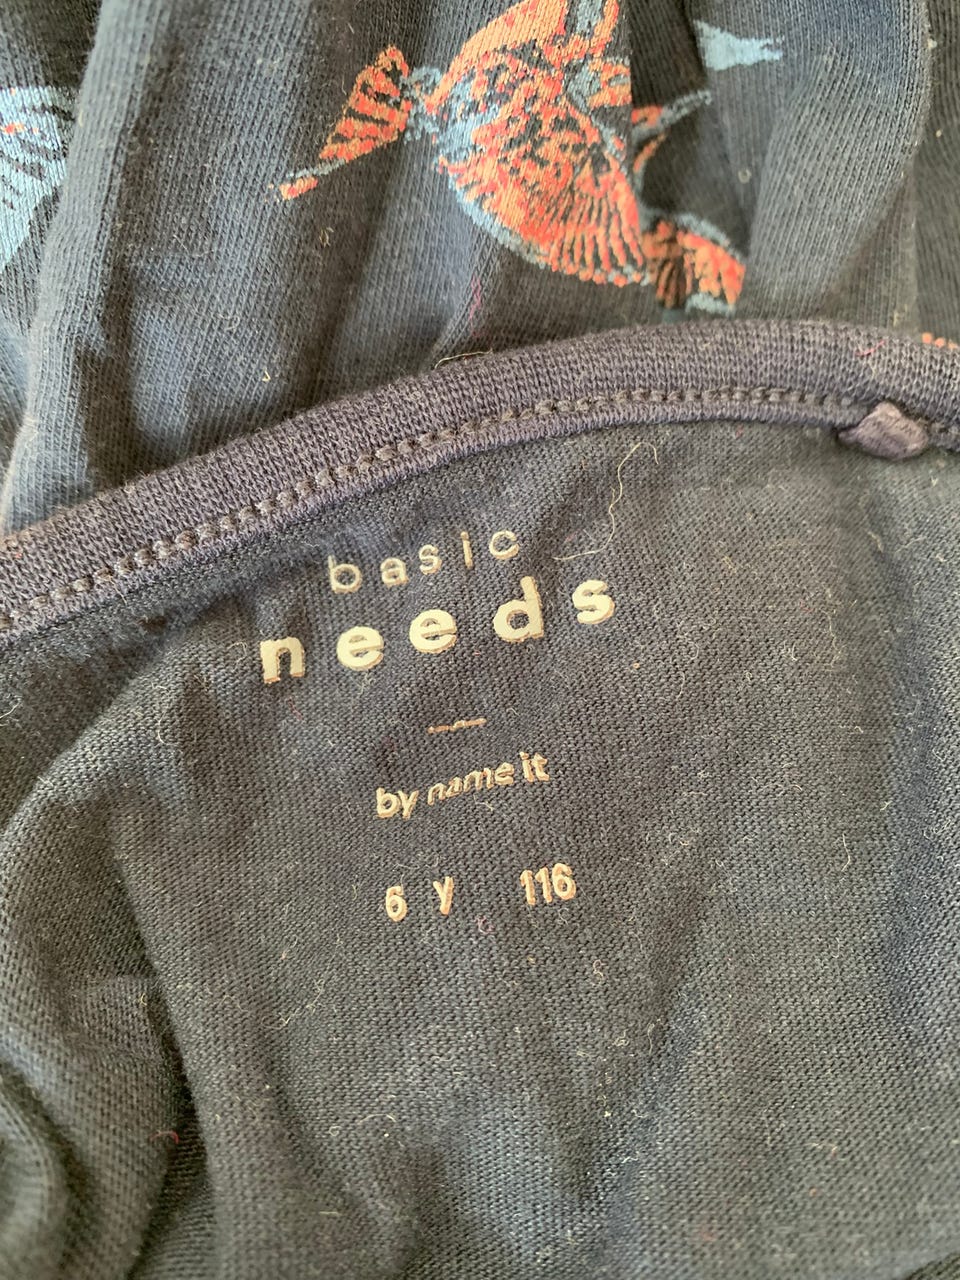 basic
needs
by name it
6 y 116